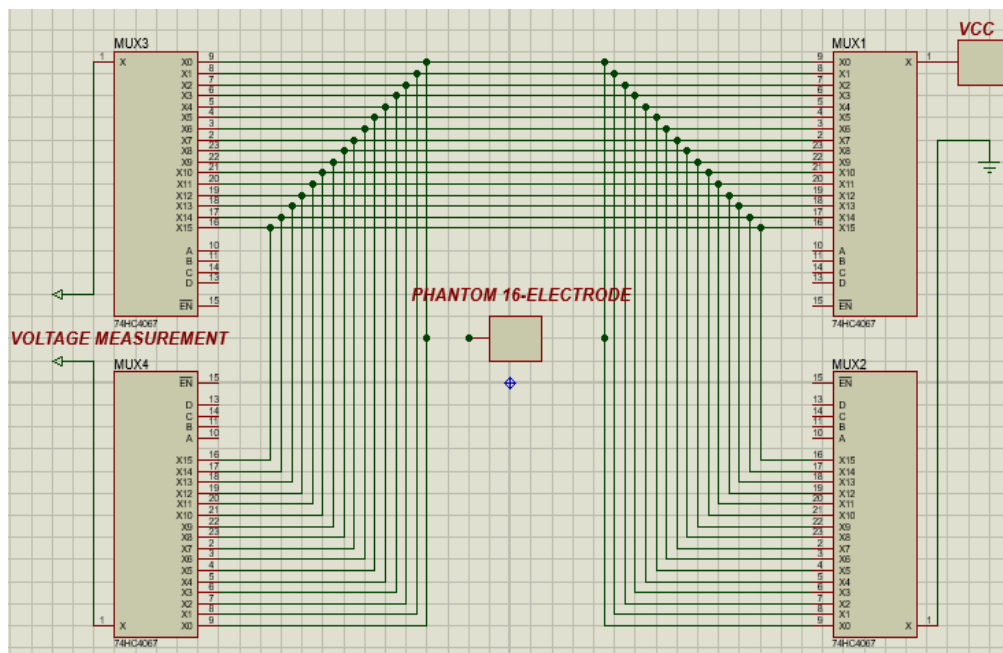 MUX3
1 X X0 9
X1 8
X2 7
X3 6
X4 5
X5 4
X6 3
X7 2
X8 23
X9 22
X10 21
X11 20
X12 19
X13 18
X14 17
X15 16
A 10
B 11
C 14
D 13
EN 15
74HC4067
MUX1
9 X0 X 1
8 X1
7 X2
6 X3
5 X4
4 X5
3 X6
2 X7
23 X8
22 X9
21 X10
20 X11
19 X12
18 X13
17 X14
16 X15
10 A
11 B
14 C
13 D
15 EN
74HC4067
VCC
PHANTOM 16-ELECTRODE
VOLTAGE MEASUREMENT
MUX4
EN 15
D 13
C 14
B 11
A 10
X15 16
X14 17
X13 18
X12 19
X11 20
X10 21
X9 22
X8 23
X7 2
X6 3
X5 4
X4 5
X3 6
X2 7
X1 8
1 X X0 9
74HC4067
MUX2
15 EN
13 D
14 C
11 B
10 A
16 X15
17 X14
18 X13
19 X12
20 X11
21 X10
22 X9
23 X8
2 X7
3 X6
4 X5
5 X4
6 X3
7 X2
8 X1
9 X0 X 1
74HC4067